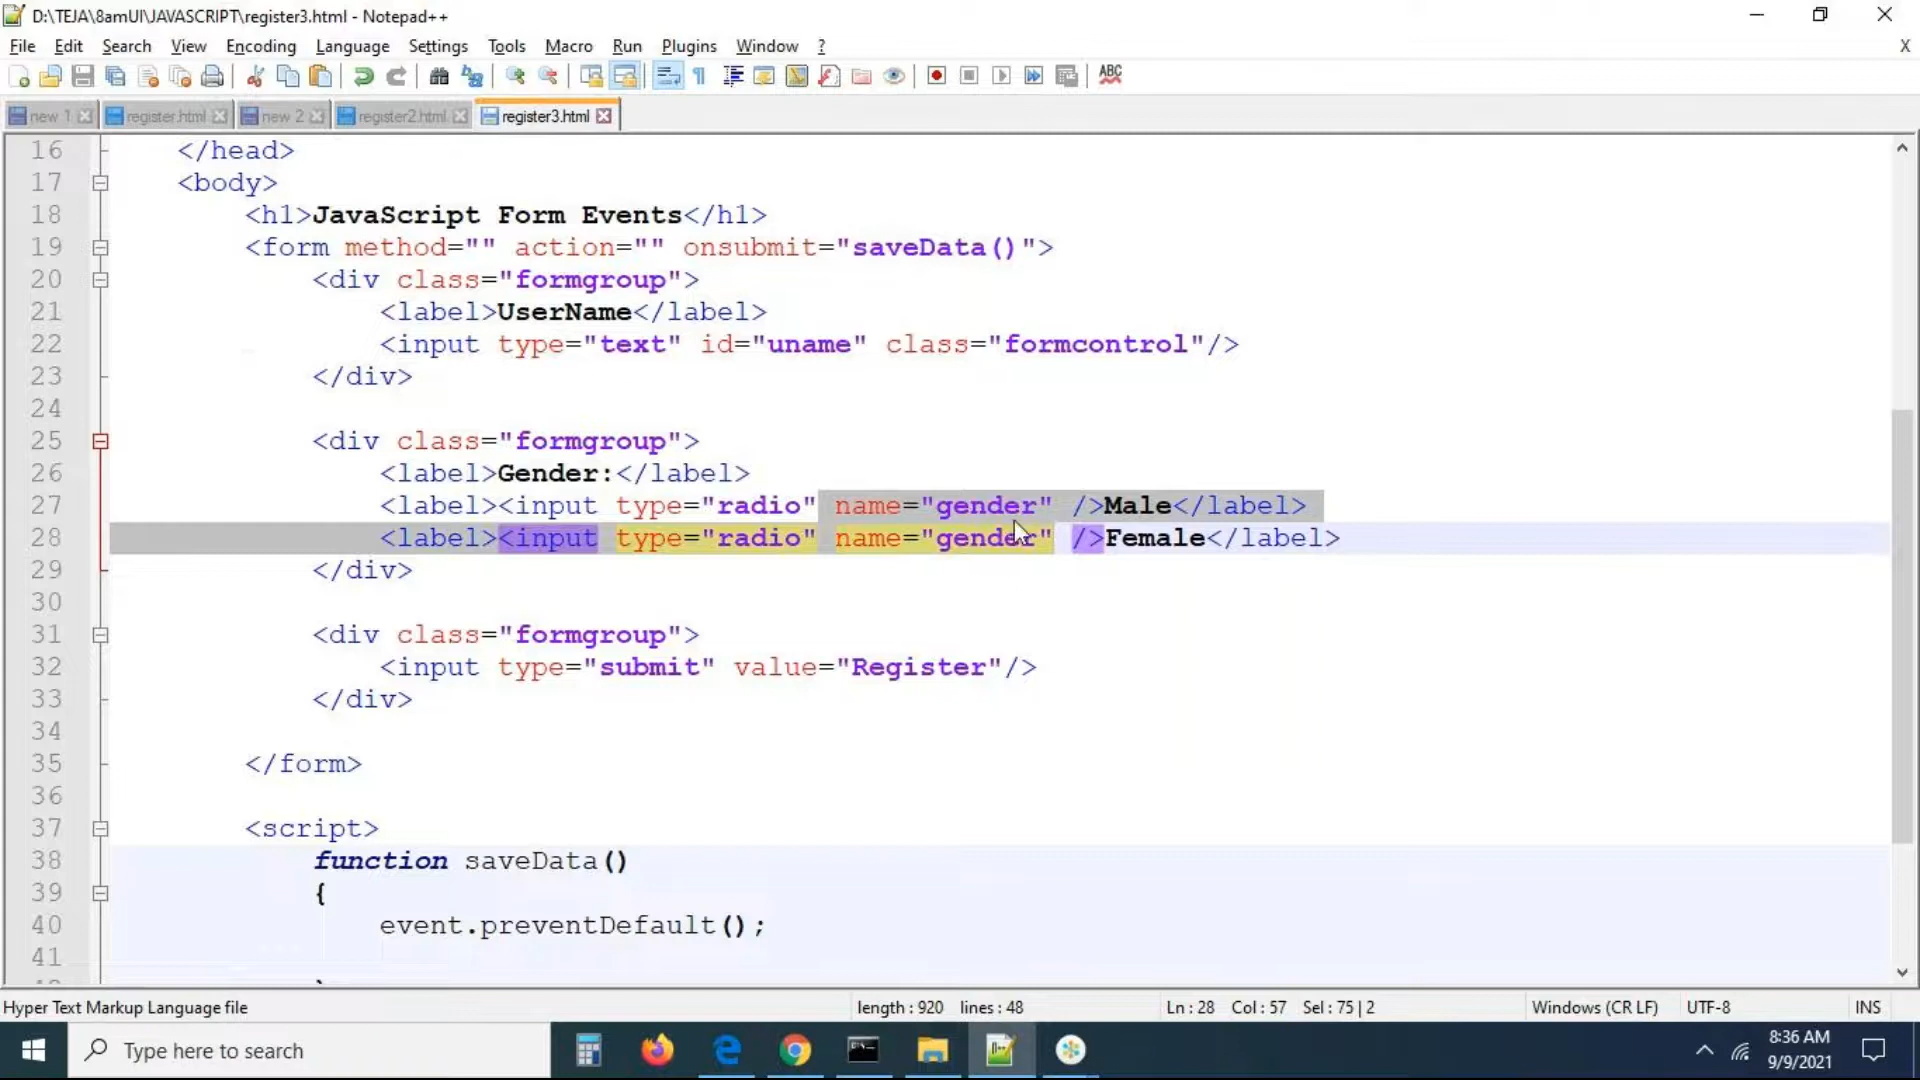 D:\TEJA\8amUI\JAVASCRIPT\register3.html - Notepad++
File Edit Search View Encoding Language Settings Tools Macro Run Plugins Window ? X
ABC
new 1 register.html new 2 register2.html register3.html
16 </head>
17 <body>
18 <h1>JavaScript Form Events</h1>
19 <form method="" action="" onsubmit="saveData()">
20 <div class="formgroup">
21 <label>UserName</label>
22 <input type="text" id="uname" class="formcontrol"/>
23 </div>
24
25 <div class="formgroup">
26 <label>Gender:</label>
27 <label><input type="radio" name="gender" />Male</label>
28 <label><input type="radio" name="gender" />Female</label>
29 </div>
30
31 <div class="formgroup">
32 <input type="submit" value="Register"/>
33 </div>
34
35 </form>
36
37 <script>
38 function saveData()
39 {
40 event.preventDefault();
41
Hyper Text Markup Language file length : 920 lines : 48 Ln : 28 Col : 57 Sel : 75 | 2 Windows (CR LF) UTF-8 INS
Type here to search
8:36 AM
9/9/2021